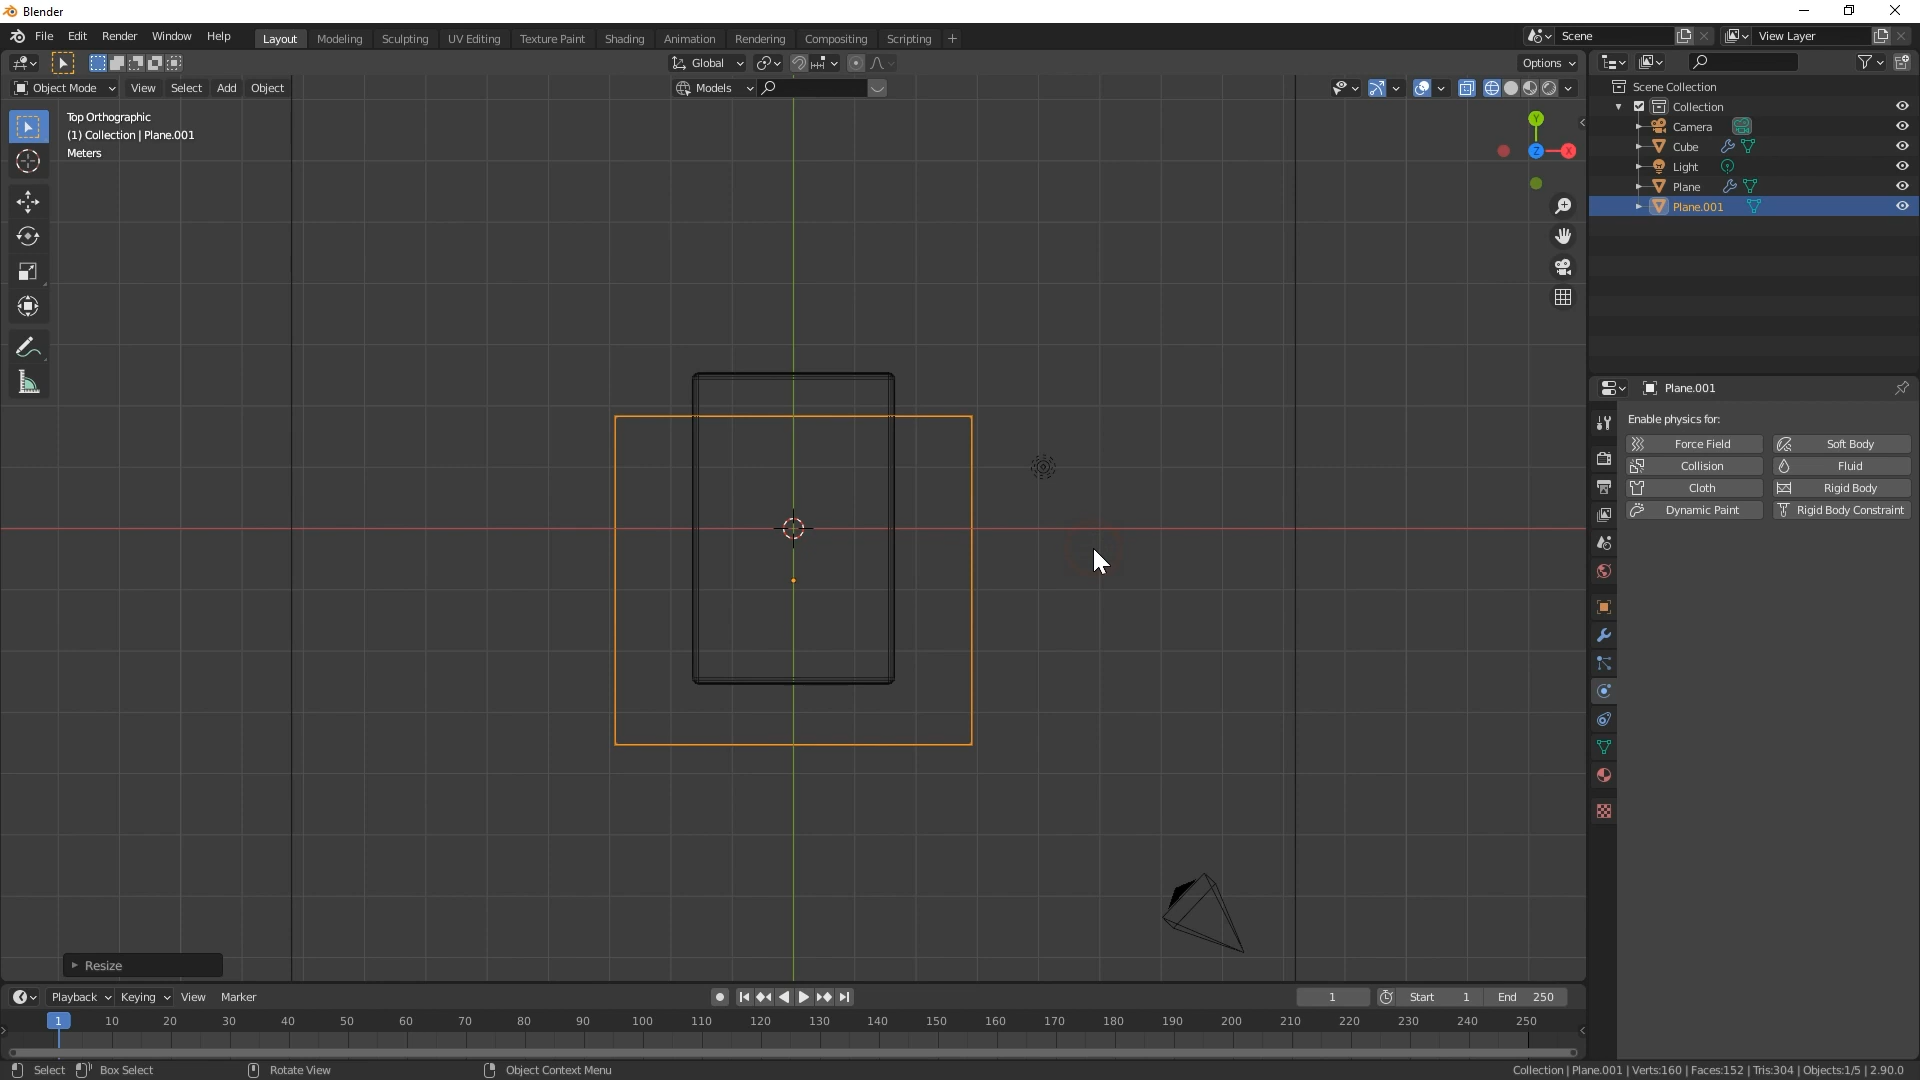 Blender
File Edit Render Window Help Layout Modeling Sculpting UV Editing Texture Paint Shading Animation Rendering Compositing Scripting + Scene View Layer
Global Options
Object Mode View Select Add Object Models
Top Orthographic
(1) Collection | Plane.001
Meters
Y
Z X
Scene Collection
Collection
Camera
Cube
Light
Plane
Plane.001
Plane.001
Enable physics for:
Force Field Soft Body
Collision Fluid
Cloth Rigid Body
Dynamic Paint Rigid Body Constraint
Resize
Playback Keying View Marker 1 Start 1 End 250
1 10 20 30 40 50 60 70 80 90 100 110 120 130 140 150 160 170 180 190 200 210 220 230 240 250
Select Box Select Rotate View Object Context Menu Collection | Plane.001 | Verts:160 | Faces:152 | Tris:304 | Objects:1/5 | 2.90.0